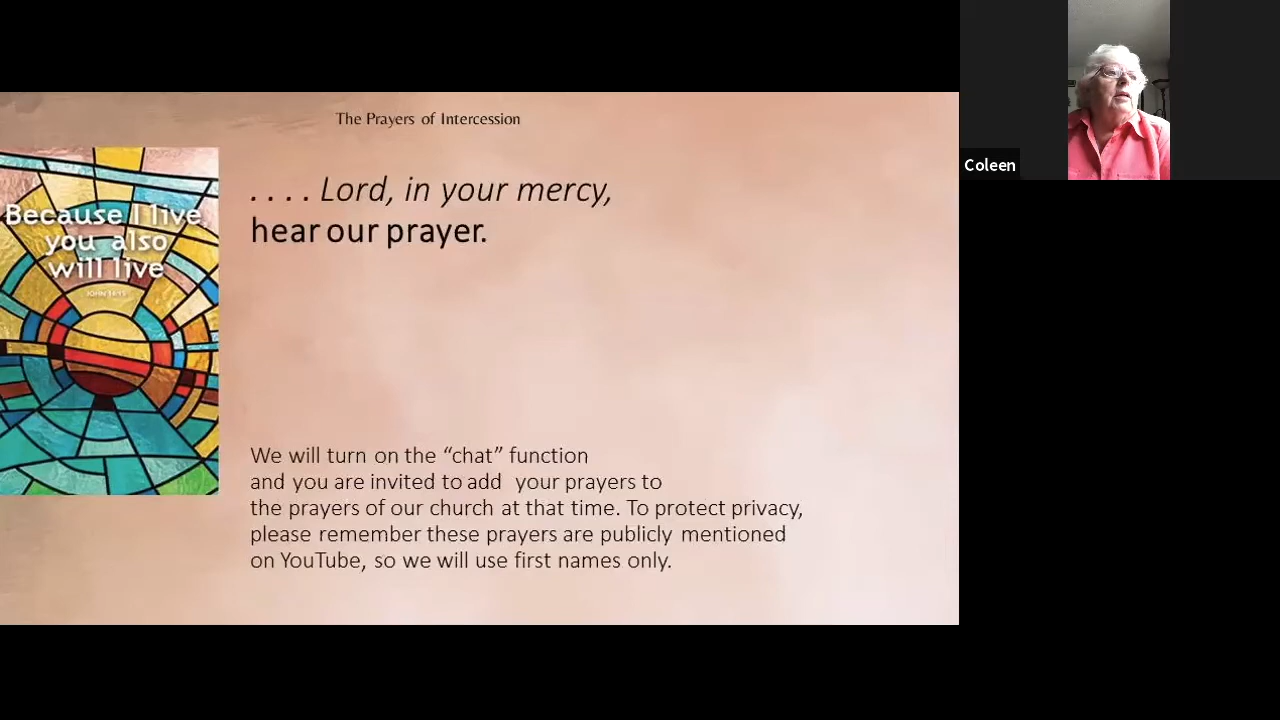 The Prayers of Intercession
. . . . Lord, in your mercy,
hear our prayer.
Because I live,
you also
will live
JOHN 14:19
We will turn on the “chat” function
and you are invited to add your prayers to
the prayers of our church at that time. To protect privacy,
please remember these prayers are publicly mentioned
on YouTube, so we will use first names only.
Coleen